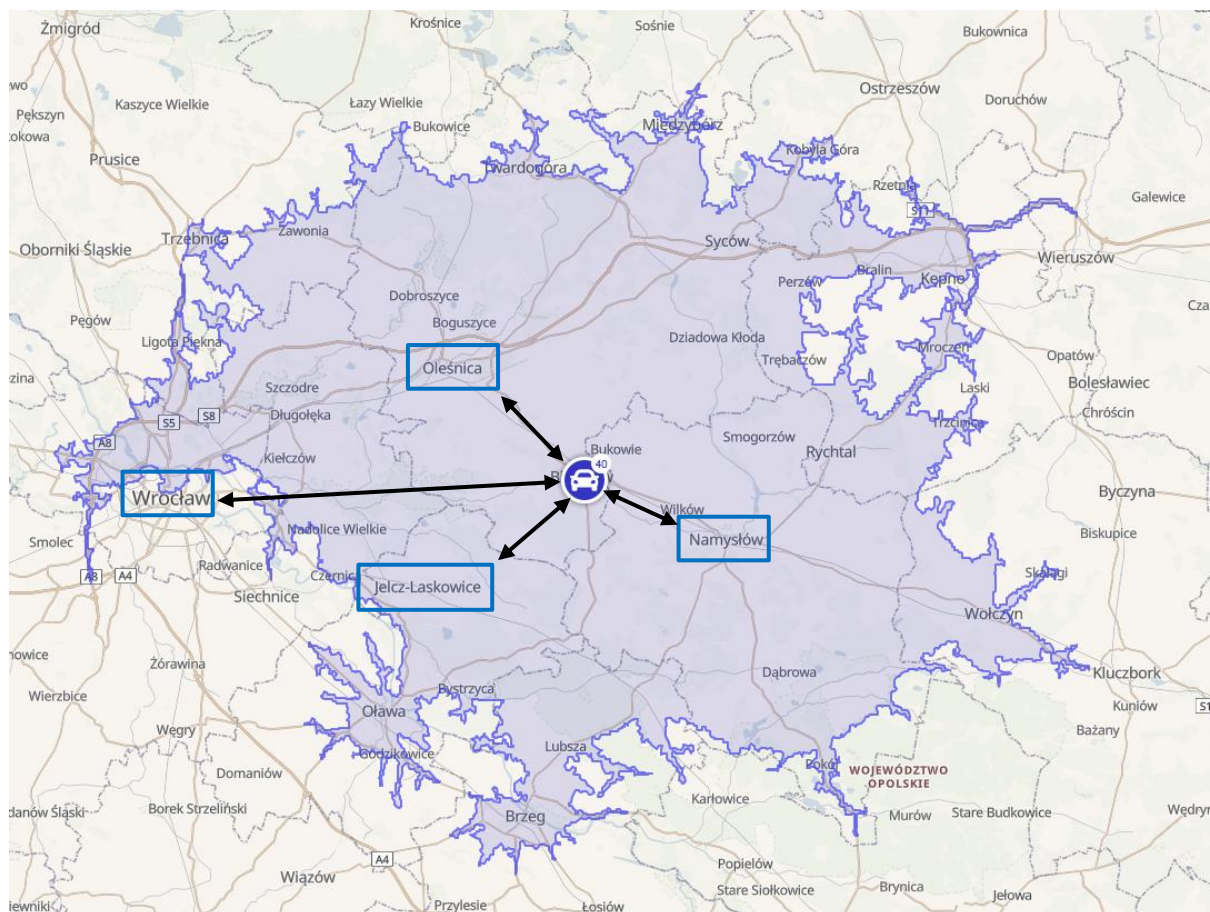 Żmigród
Krośnice
Sośnie
Bukownica
Ostrzeszów
Doruchów
Kaszyce Wielkie
Łazy Wielkie
Pększyn
Bukowice
Międzybórz
Kobyla Góra
Prusice
Twardogóra
Rzetnia
Galewice
S11
Trzebnica
Zawonia
Oborniki Śląskie
Syców
Wieruszów
Bralin
Kępno
Perzów
Dobroszyce
Pęgów
Boguszyce
Ligota Piękna
Dziadowa Kłoda
Mroczeń
Trębaczów
Opatów
Oleśnica
Laski
Bolesławiec
Szczodre
S8
Długołęka
Chróścin
S5
Trzcinica
A8
Smogorzów
Bukowie
Rychtal
Kiełczów
40
Wrocław
Byczyna
Wilków
Nadolice Wielkie
Namysłów
Biskupice
Smolec
Radwanice
A8
A4
Czernica
Jelcz-Laskowice
Skałągi
Siechnice
Wołczyn
Żórawina
Dąbrowa
Kluczbork
Wierzbice
Bystrzyca
Kuniów
Oława
Węgry
Bażany
Lubsza
Godzikowice
Domaniów
Pokój
WOJEWÓDZTWO
OPOLSKIE
Karłowice
Borek Strzeliński
Brzeg
Murów
Stare Budkowice
A4
Popielów
Wiązów
Stare Siołkowice
Brynica
Jełowa
Przylesie
Łosiów